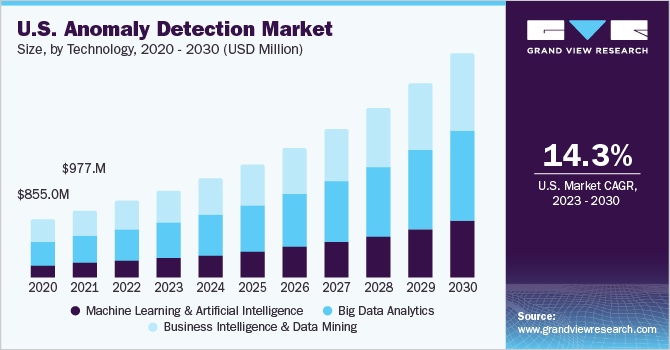 U.S. Anomaly Detection Market
Size, by Technology, 2020 - 2030 (USD Million)
$855.0M
$977.M
2020 2021 2022 2023 2024 2025 2026 2027 2028 2029 2030
Machine Learning & Artificial Intelligence Big Data Analytics
Business Intelligence & Data Mining
GRAND VIEW RESEARCH
14.3%
U.S. Market CAGR,
2023 - 2030
Source:
www.grandviewresearch.com